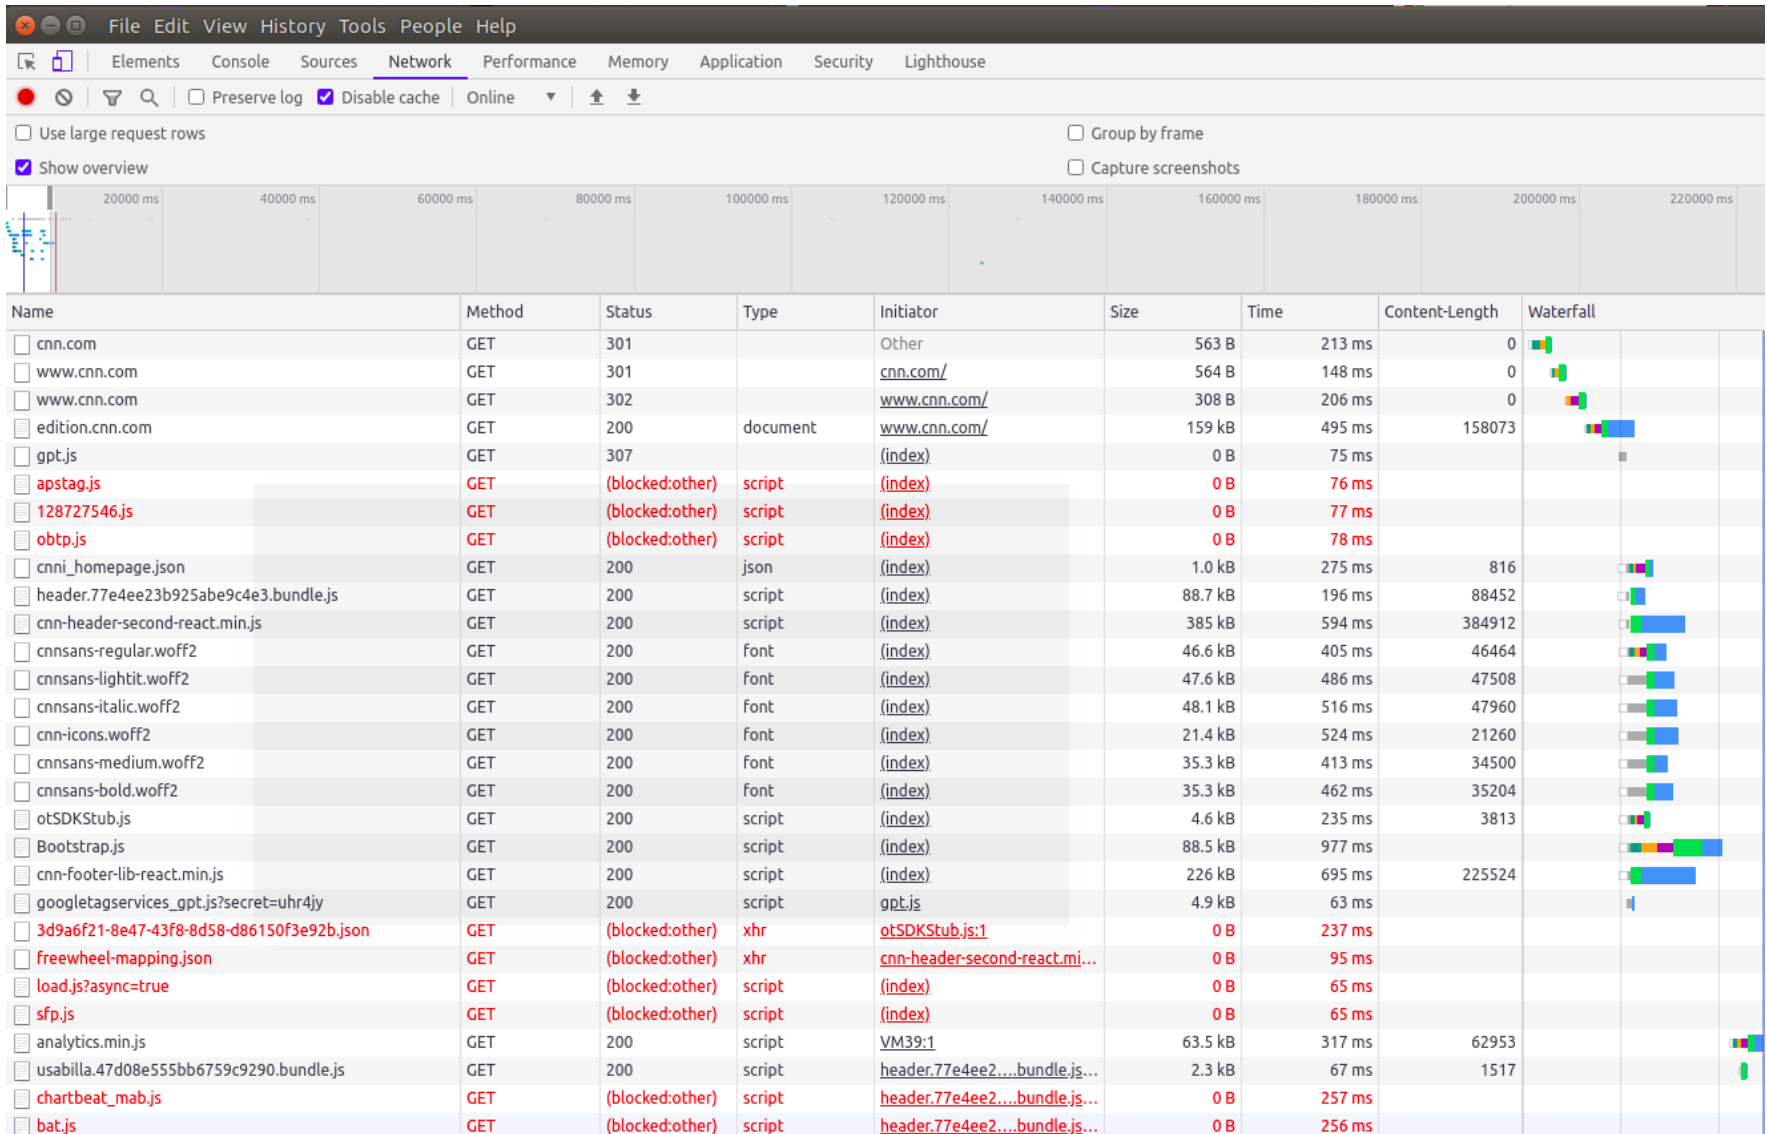 File Edit View History Tools People Help
Elements Console Sources Network Performance Memory Application Security Lighthouse
Preserve log Disable cache Online
Use large request rows Group by frame
Show overview Capture screenshots
20000 ms 40000 ms 60000 ms 80000 ms 100000 ms 120000 ms 140000 ms 160000 ms 180000 ms 200000 ms 220000 ms
Name Method Status Type Initiator Size Time Content-Length Waterfall
cnn.com GET 301 Other 563 B 213 ms 0
www.cnn.com GET 301 cnn.com/ 564 B 148 ms 0
www.cnn.com GET 302 www.cnn.com/ 308 B 206 ms 0
edition.cnn.com GET 200 document www.cnn.com/ 159 kB 495 ms 158073
gpt.js GET 307 (index) 0 B 75 ms
apstag.js GET (blocked:other) script (index) 0 B 76 ms
128727546.js GET (blocked:other) script (index) 0 B 77 ms
obtp.js GET (blocked:other) script (index) 0 B 78 ms
cnni_homepage.json GET 200 json (index) 1.0 kB 275 ms 816
header.77e4ee23b925abe9c4e3.bundle.js GET 200 script (index) 88.7 kB 196 ms 88452
cnn-header-second-react.min.js GET 200 script (index) 385 kB 594 ms 384912
cnnsans-regular.woff2 GET 200 font (index) 46.6 kB 405 ms 46464
cnnsans-lightit.woff2 GET 200 font (index) 47.6 kB 486 ms 47508
cnnsans-italic.woff2 GET 200 font (index) 48.1 kB 516 ms 47960
cnn-icons.woff2 GET 200 font (index) 21.4 kB 524 ms 21260
cnnsans-medium.woff2 GET 200 font (index) 35.3 kB 413 ms 34500
cnnsans-bold.woff2 GET 200 font (index) 35.3 kB 462 ms 35204
otSDKStub.js GET 200 script (index) 4.6 kB 235 ms 3813
Bootstrap.js GET 200 script (index) 88.5 kB 977 ms
cnn-footer-lib-react.min.js GET 200 script (index) 226 kB 695 ms 225524
googletagservices_gpt.js?secret=uhr4jy GET 200 script gpt.js 4.9 kB 63 ms
3d9a6f21-8e47-43f8-8d58-d86150f3e92b.json GET (blocked:other) xhr otSDKStub.js:1 0 B 237 ms
freewheel-mapping.json GET (blocked:other) xhr cnn-header-second-react.mi... 0 B 95 ms
load.js?async=true GET (blocked:other) script (index) 0 B 65 ms
sfp.js GET (blocked:other) script (index) 0 B 65 ms
analytics.min.js GET 200 script VM39:1 63.5 kB 317 ms 62953
usabilla.47d08e555bb6759c9290.bundle.js GET 200 script header.77e4ee2....bundle.js... 2.3 kB 67 ms 1517
chartbeat_mab.js GET (blocked:other) script header.77e4ee2....bundle.js... 0 B 257 ms
bat.js GET (blocked:other) script header.77e4ee2....bundle.js... 0 B 256 ms